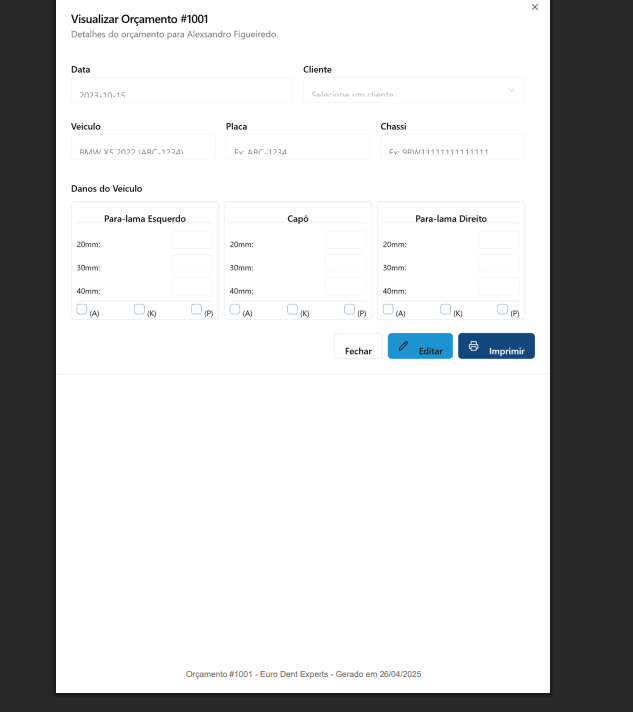 Visualizar Orçamento #1001
Detalhes do orçamento para Alexsandro Figueiredo.
Data Cliente
2023-10-15 Selecione um cliente
Veículo Placa Chassi
BMW X5 2022 (ABC-1234) Ex: ABC-1234 Ex: 9BW11111111111111
Danos do Veículo
Para-lama Esquerdo Capô Para-lama Direito
20mm: 20mm: 20mm:
30mm: 30mm: 30mm:
40mm: 40mm: 40mm:
(A) (K) (P) (A) (K) (P) (A) (K) (P)
Fechar Editar Imprimir
Orçamento #1001 - Euro Dent Experts - Gerado em 26/04/2025